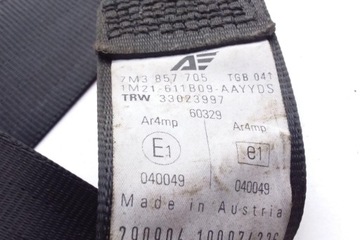 AE
7M3 857 705 TGB 041
1M21-611B09-AAYYDS
TRW 33023997
60329
Ar4mp Ar4mp
E1 e1
040049 040049
Made in Austria